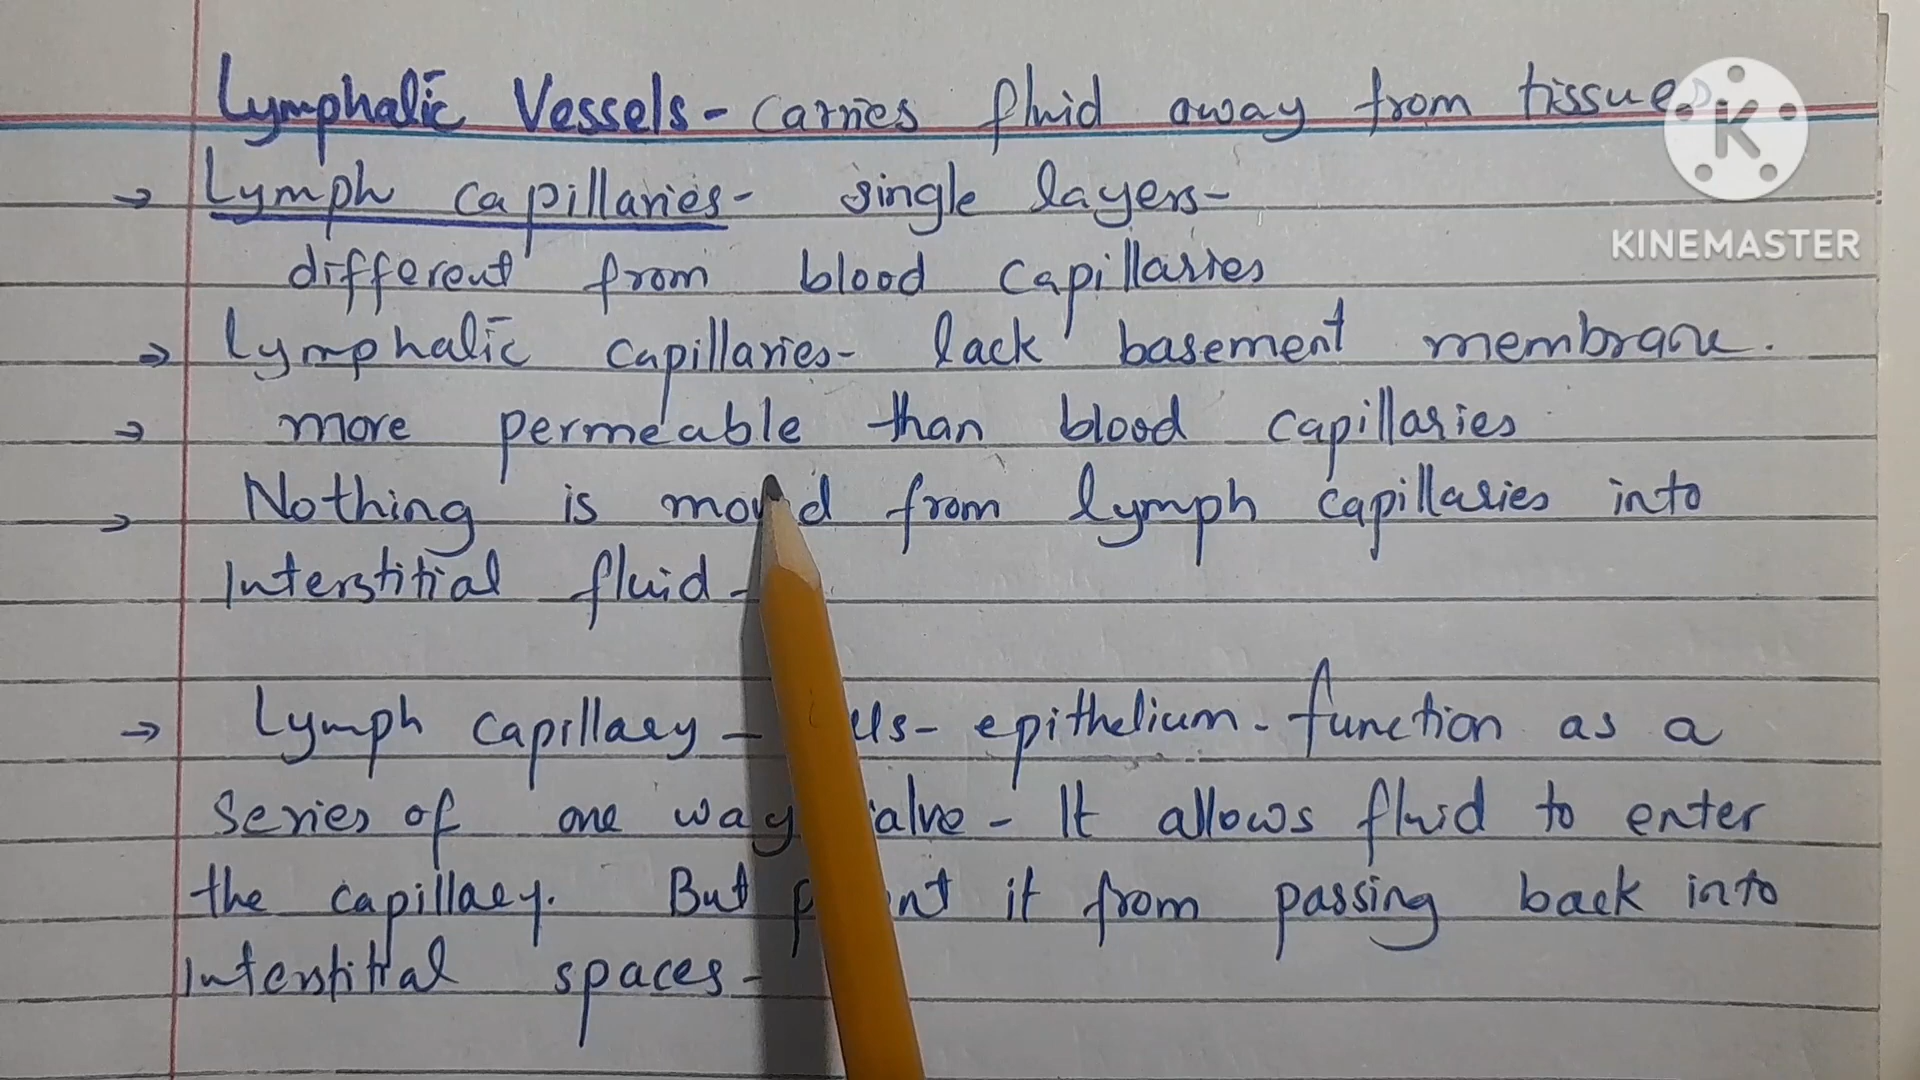 Lymphatic Vessels - carries fluid away from tissues
→ Lymph capillaries - single layers -
different from blood capillaries
→ Lymphatic capillaries - lack basement membrane.
→ more permeable than blood capillaries
→ Nothing is moved from lymph capillaries into
Interstitial fluid -
→ Lymph capillary - epithelium - function as a
series of one way valve - It allows fluid to enter
the capillary. But it from passing back into
Interstitial spaces -
K
KINEMASTER